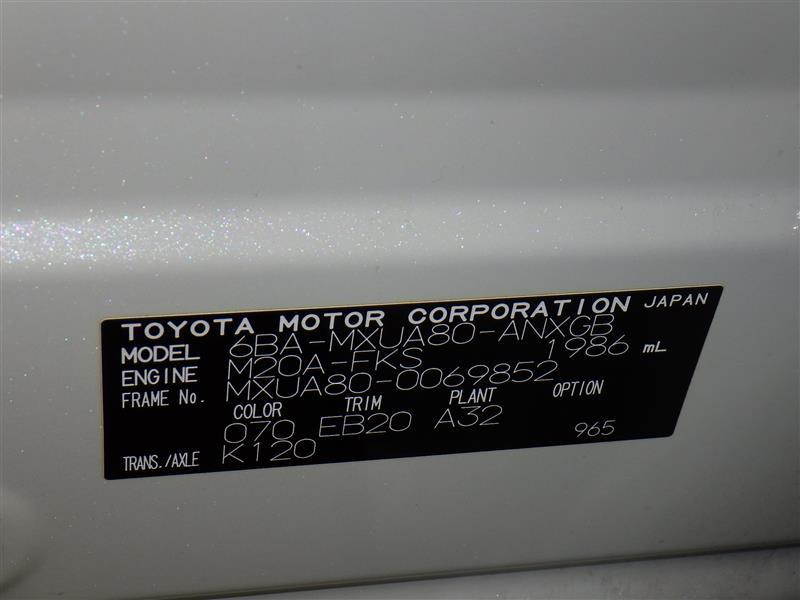 TOYOTA MOTOR CORPORATION JAPAN
MODEL 6BA-MXUA80-ANXGB
ENGINE M20A-FKS 1986 mL
FRAME No. MXUA80-0069852
COLOR TRIM PLANT OPTION
070 EB20 A32 965
TRANS./AXLE K120